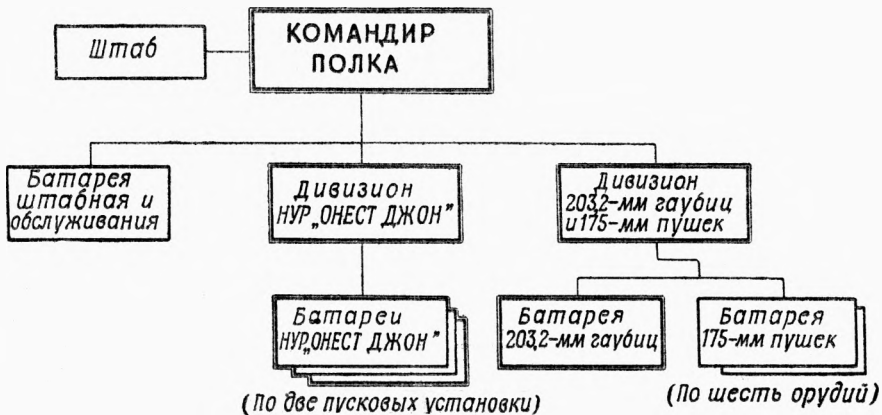 Штаб
КОМАНДИР
ПОЛКА
Батарея
штабная и
обслуживания
Дивизион
НУР „ОНЕСТ ДЖОН”
Дивизион
203,2-мм гаубиц
и 175-мм пушек
Батареи
НУР„ОНЕСТ ДЖОН”
Батарея
203,2-мм гаубиц
Батарея
175-мм пушек
(По две пусковых установки)
(По шесть орудий)